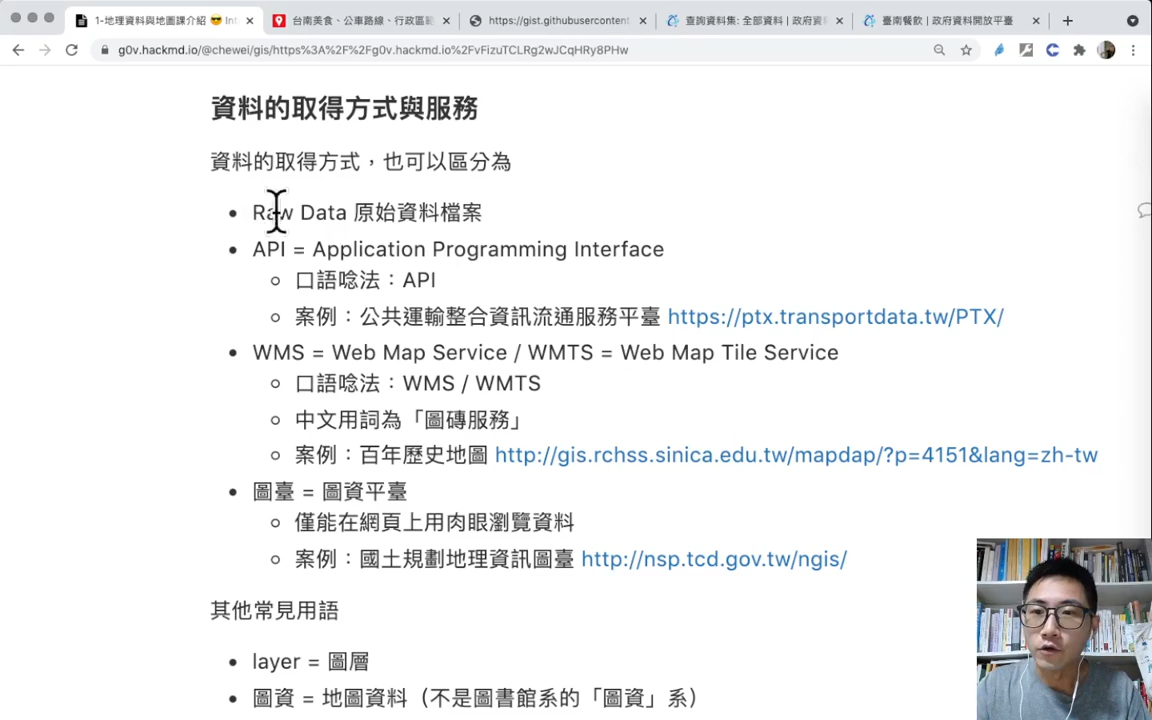 1-地理資料與地圖課介紹 😎 Int
台南美食、公車路線、行政區範
https://gist.githubusercontent.
查詢資料集: 全部資料 | 政府資
臺南餐飲 | 政府資料開放平臺
g0v.hackmd.io/@chewei/gis/https%3A%2F%2Fg0v.hackmd.io%2FvFizuTCLRg2wJCqHRy8PHw
資料的取得方式與服務
資料的取得方式，也可以區分為
Raw Data 原始資料檔案
API = Application Programming Interface
口語唸法：API
案例：公共運輸整合資訊流通服務平臺 https://ptx.transportdata.tw/PTX/
WMS = Web Map Service / WMTS = Web Map Tile Service
口語唸法：WMS / WMTS
中文用詞為「圖磚服務」
案例：百年歷史地圖 http://gis.rchss.sinica.edu.tw/mapdap/?p=4151&lang=zh-tw
圖臺 = 圖資平臺
僅能在網頁上用肉眼瀏覽資料
案例：國土規劃地理資訊圖臺 http://nsp.tcd.gov.tw/ngis/
其他常見用語
layer = 圖層
圖資 = 地圖資料（不是圖書館系的「圖資」系）